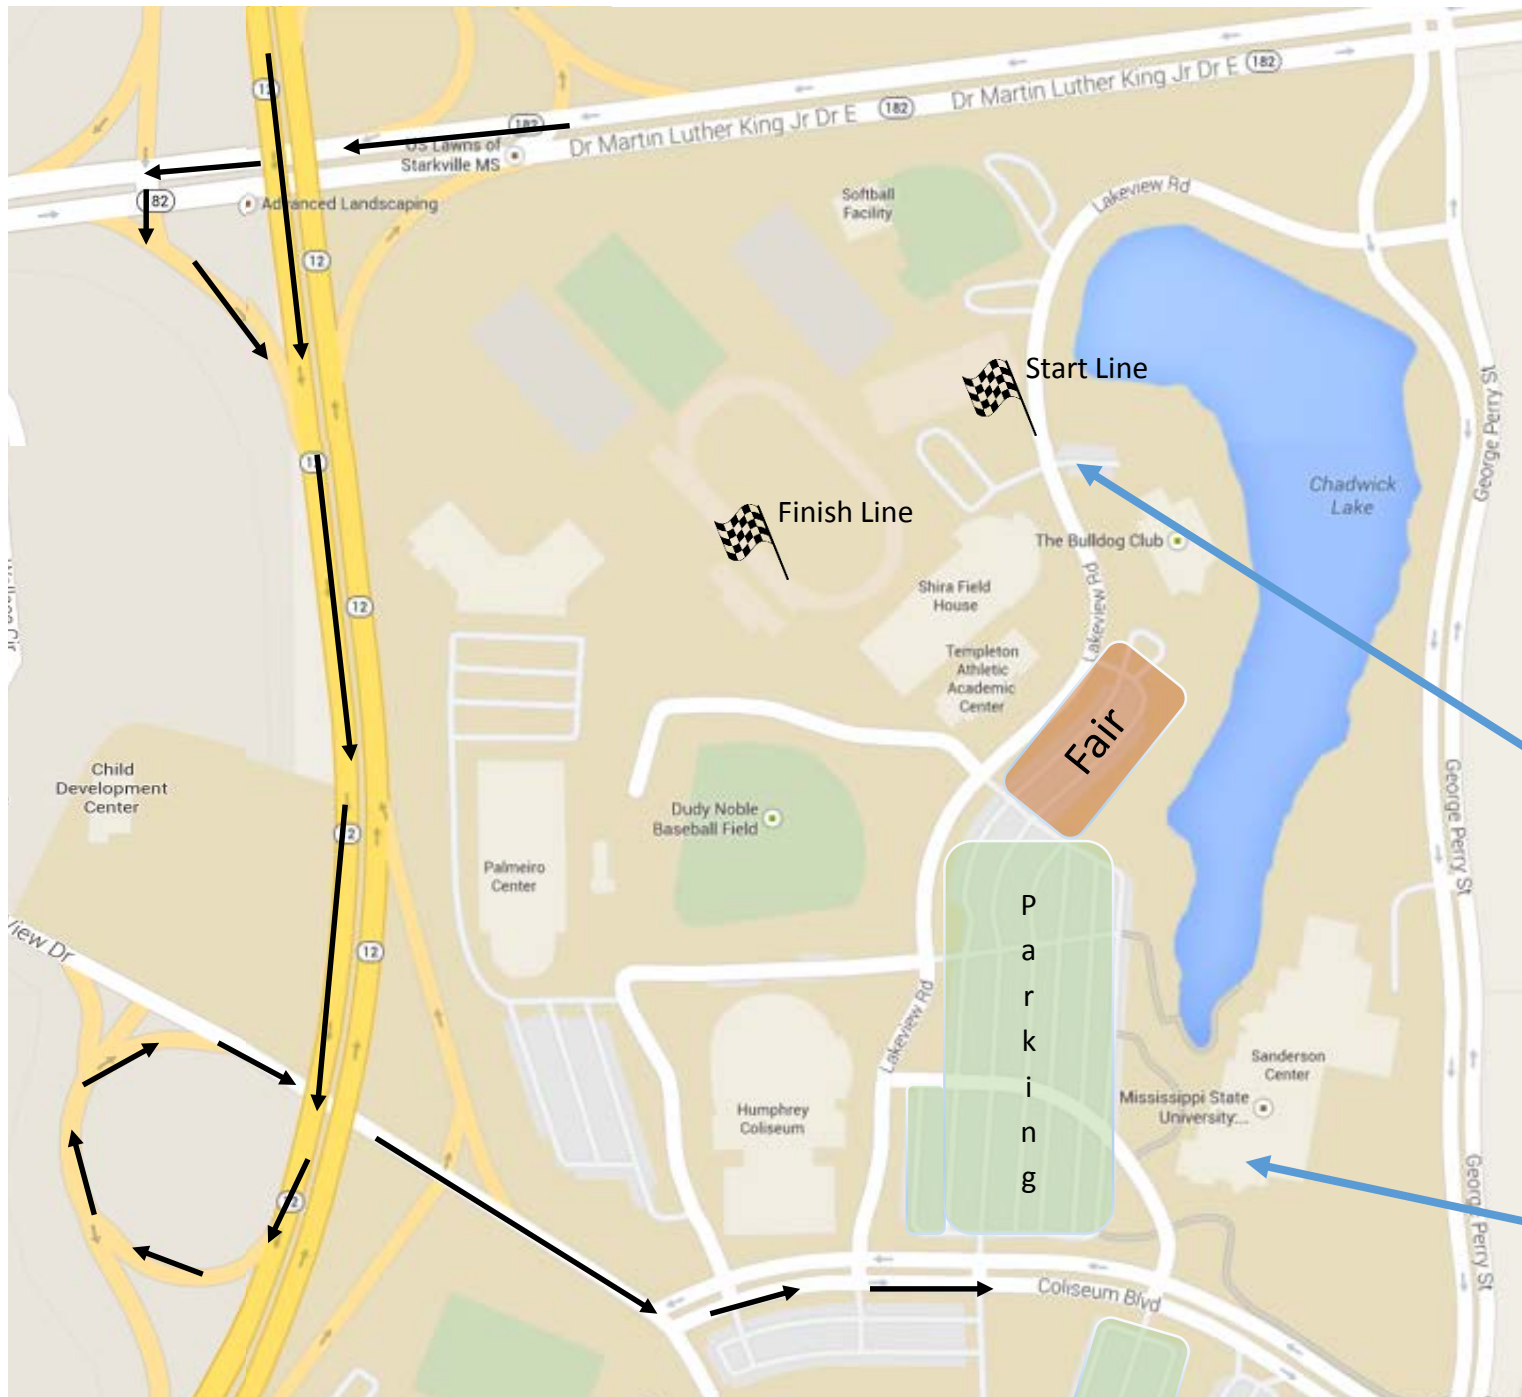 12
182
Dr Martin Luther King Jr Dr E
182
Dr Martin Luther King Jr Dr E
182
US Lawns of
Starkville MS
82
Advanced Landscaping
12
Softball
Facility
Lakeview Rd
Start Line
George Perry St
Chadwick
Lake
Finish Line
The Bulldog Club
Shira Field
House
Lakeview Rd
12
Templeton
Athletic
Academic
Center
Fair
Child
Development
Center
Dudy Noble
Baseball Field
George Perry St
12
Palmeiro
Center
View Dr
12
P
a
r
k
i
n
g
Lakeview Rd
Humphrey
Coliseum
Sanderson
Center
Mississippi State
University....
12
George Perry St
Coliseum Blvd